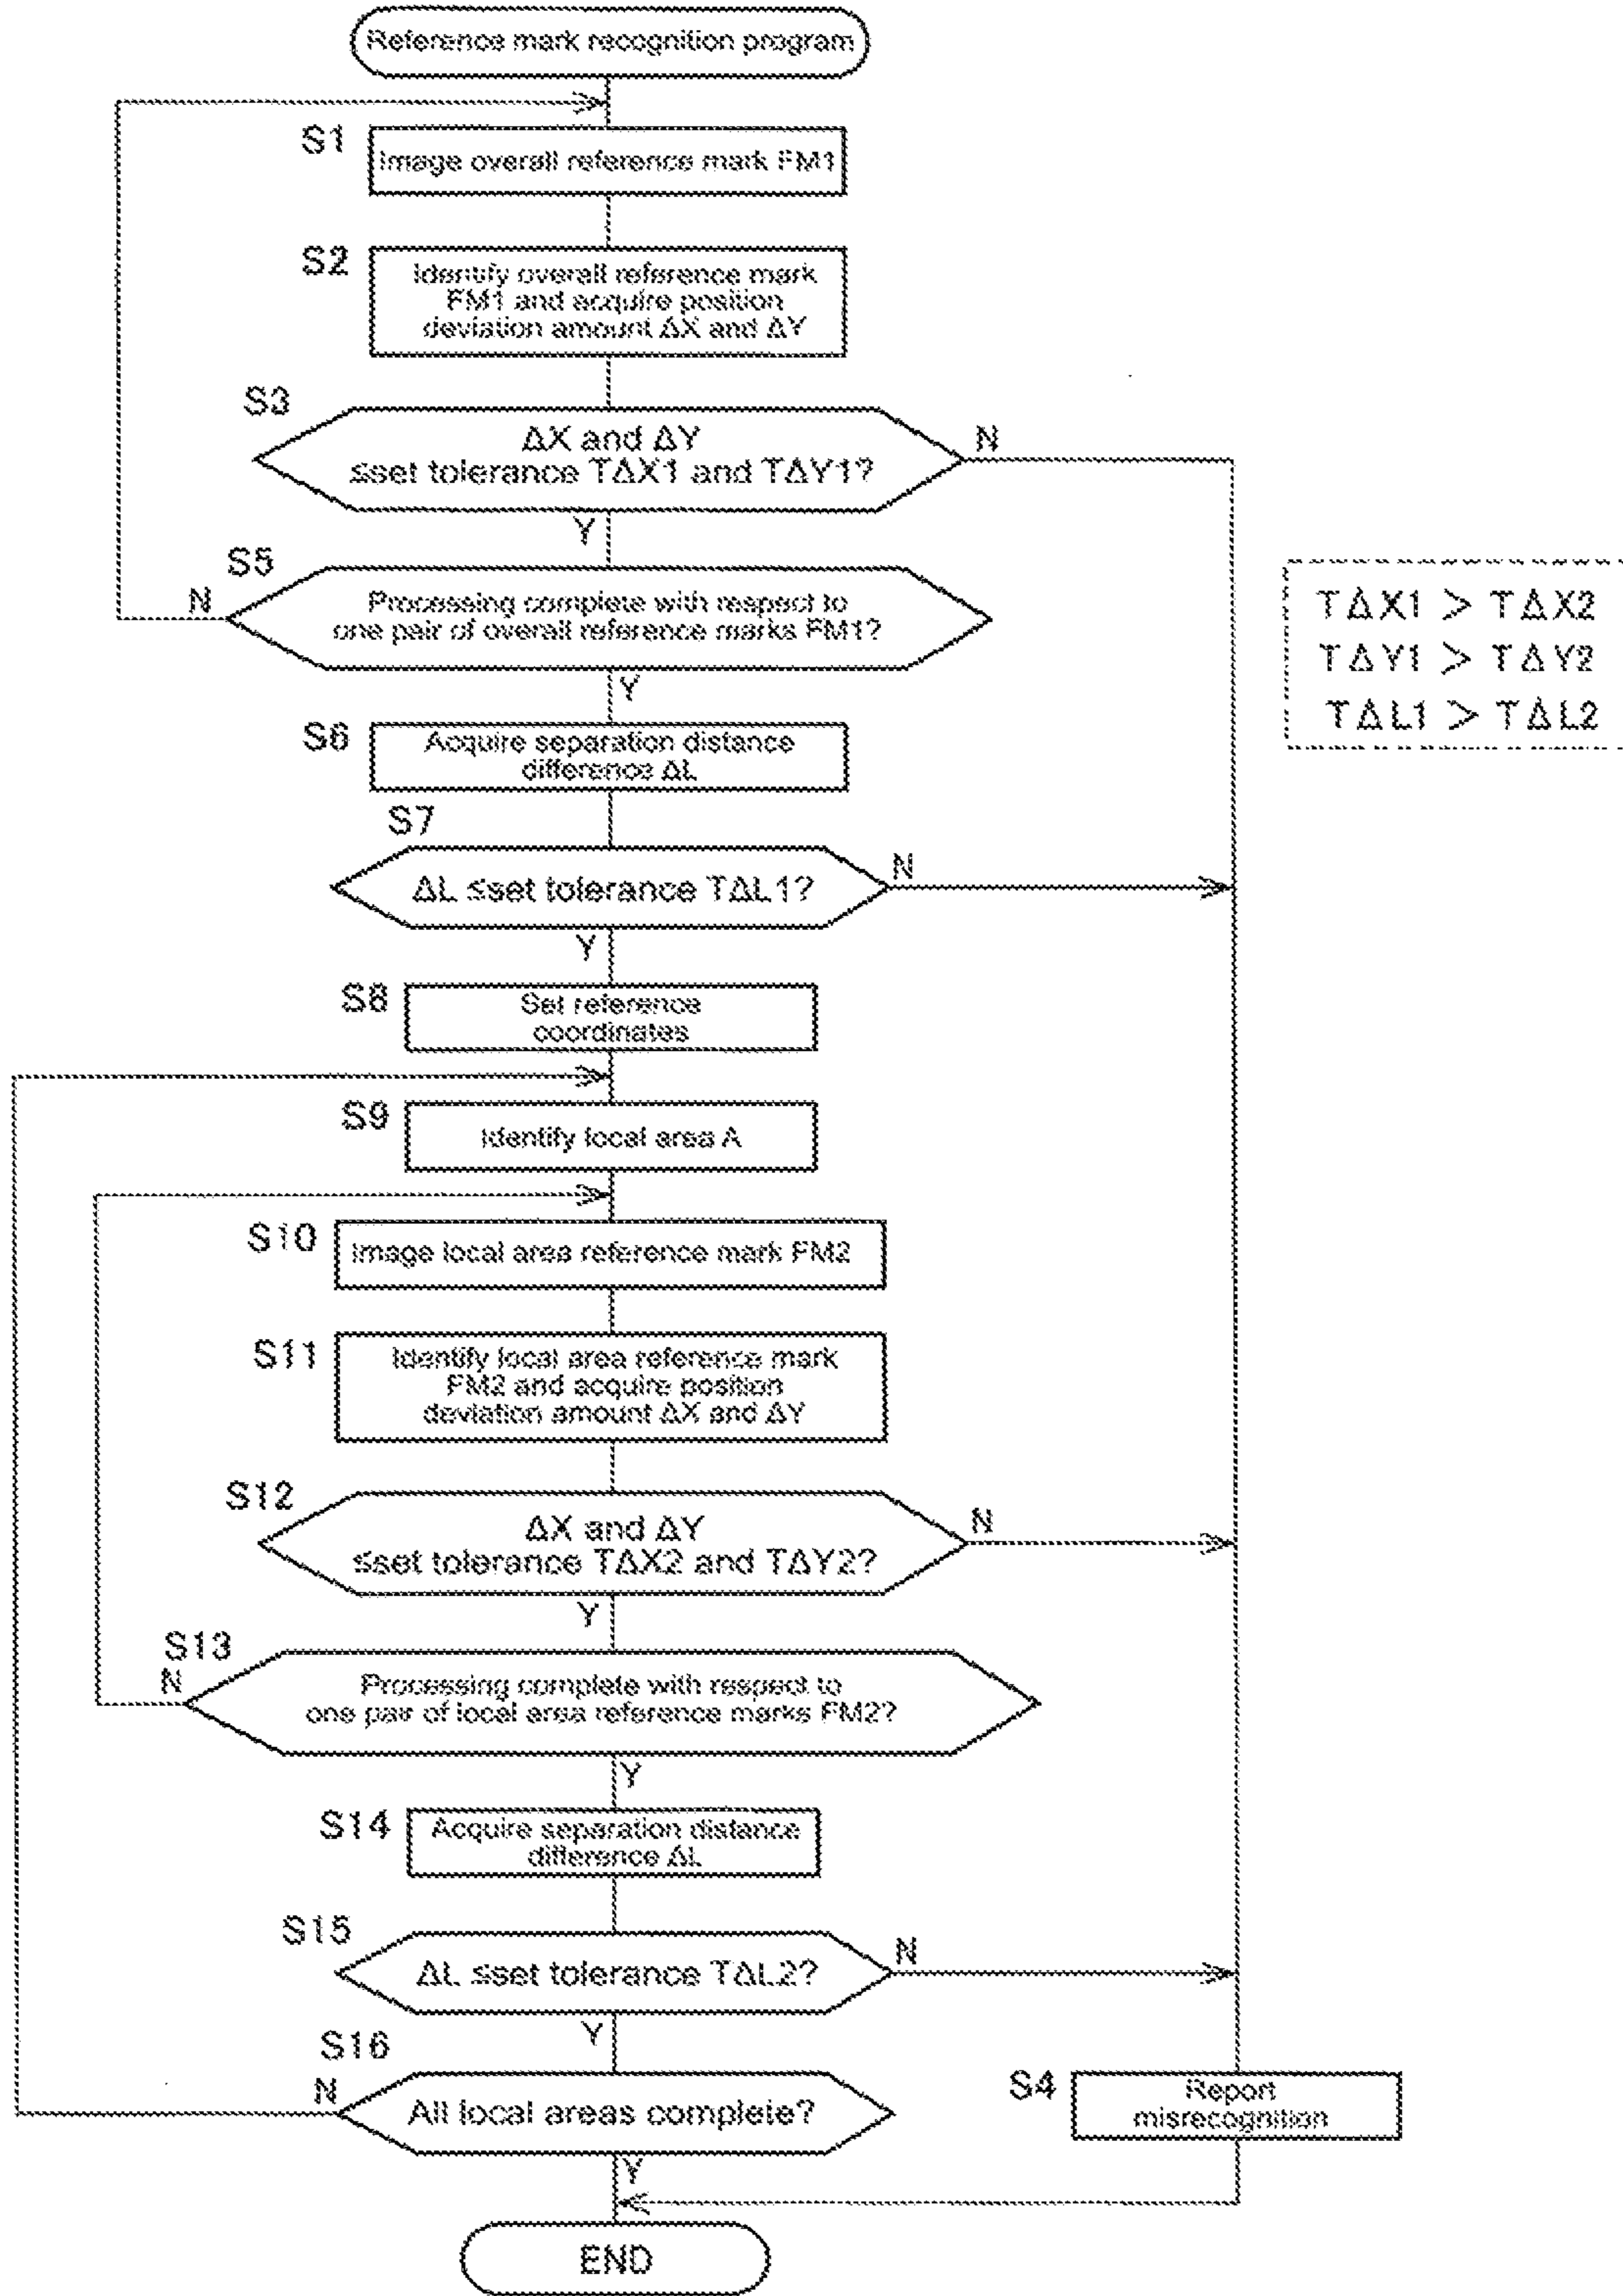 Reference mark recognition program
S1
Image overall reference mark FM1
S2
Identify overall reference mark
FM1 and acquire position
deviation amount ΔX and ΔY
S3
ΔX and ΔY
≤set tolerance TΔX1 and TΔY1?
N
Y
S5
N
Processing complete with respect to
one pair of overall reference marks FM1?
Y
TΔX1 > TΔX2
TΔY1 > TΔY2
TΔL1 > TΔL2
S6
Acquire separation distance
difference ΔL
S7
ΔL ≤set tolerance TΔL1?
N
Y
S8
Set reference
coordinates
S9
Identify local area A
S10
Image local area reference mark FM2
S11
Identify local area reference mark
FM2 and acquire position
deviation amount ΔX and ΔY
S12
ΔX and ΔY
≤set tolerance TΔX2 and TΔY2?
N
Y
S13
N
Processing complete with respect to
one pair of local area reference marks FM2?
Y
S14
Acquire separation distance
difference ΔL
S15
ΔL ≤set tolerance TΔL2?
N
Y
S16
N
All local areas complete?
Y
S4
Report
misrecognition
END